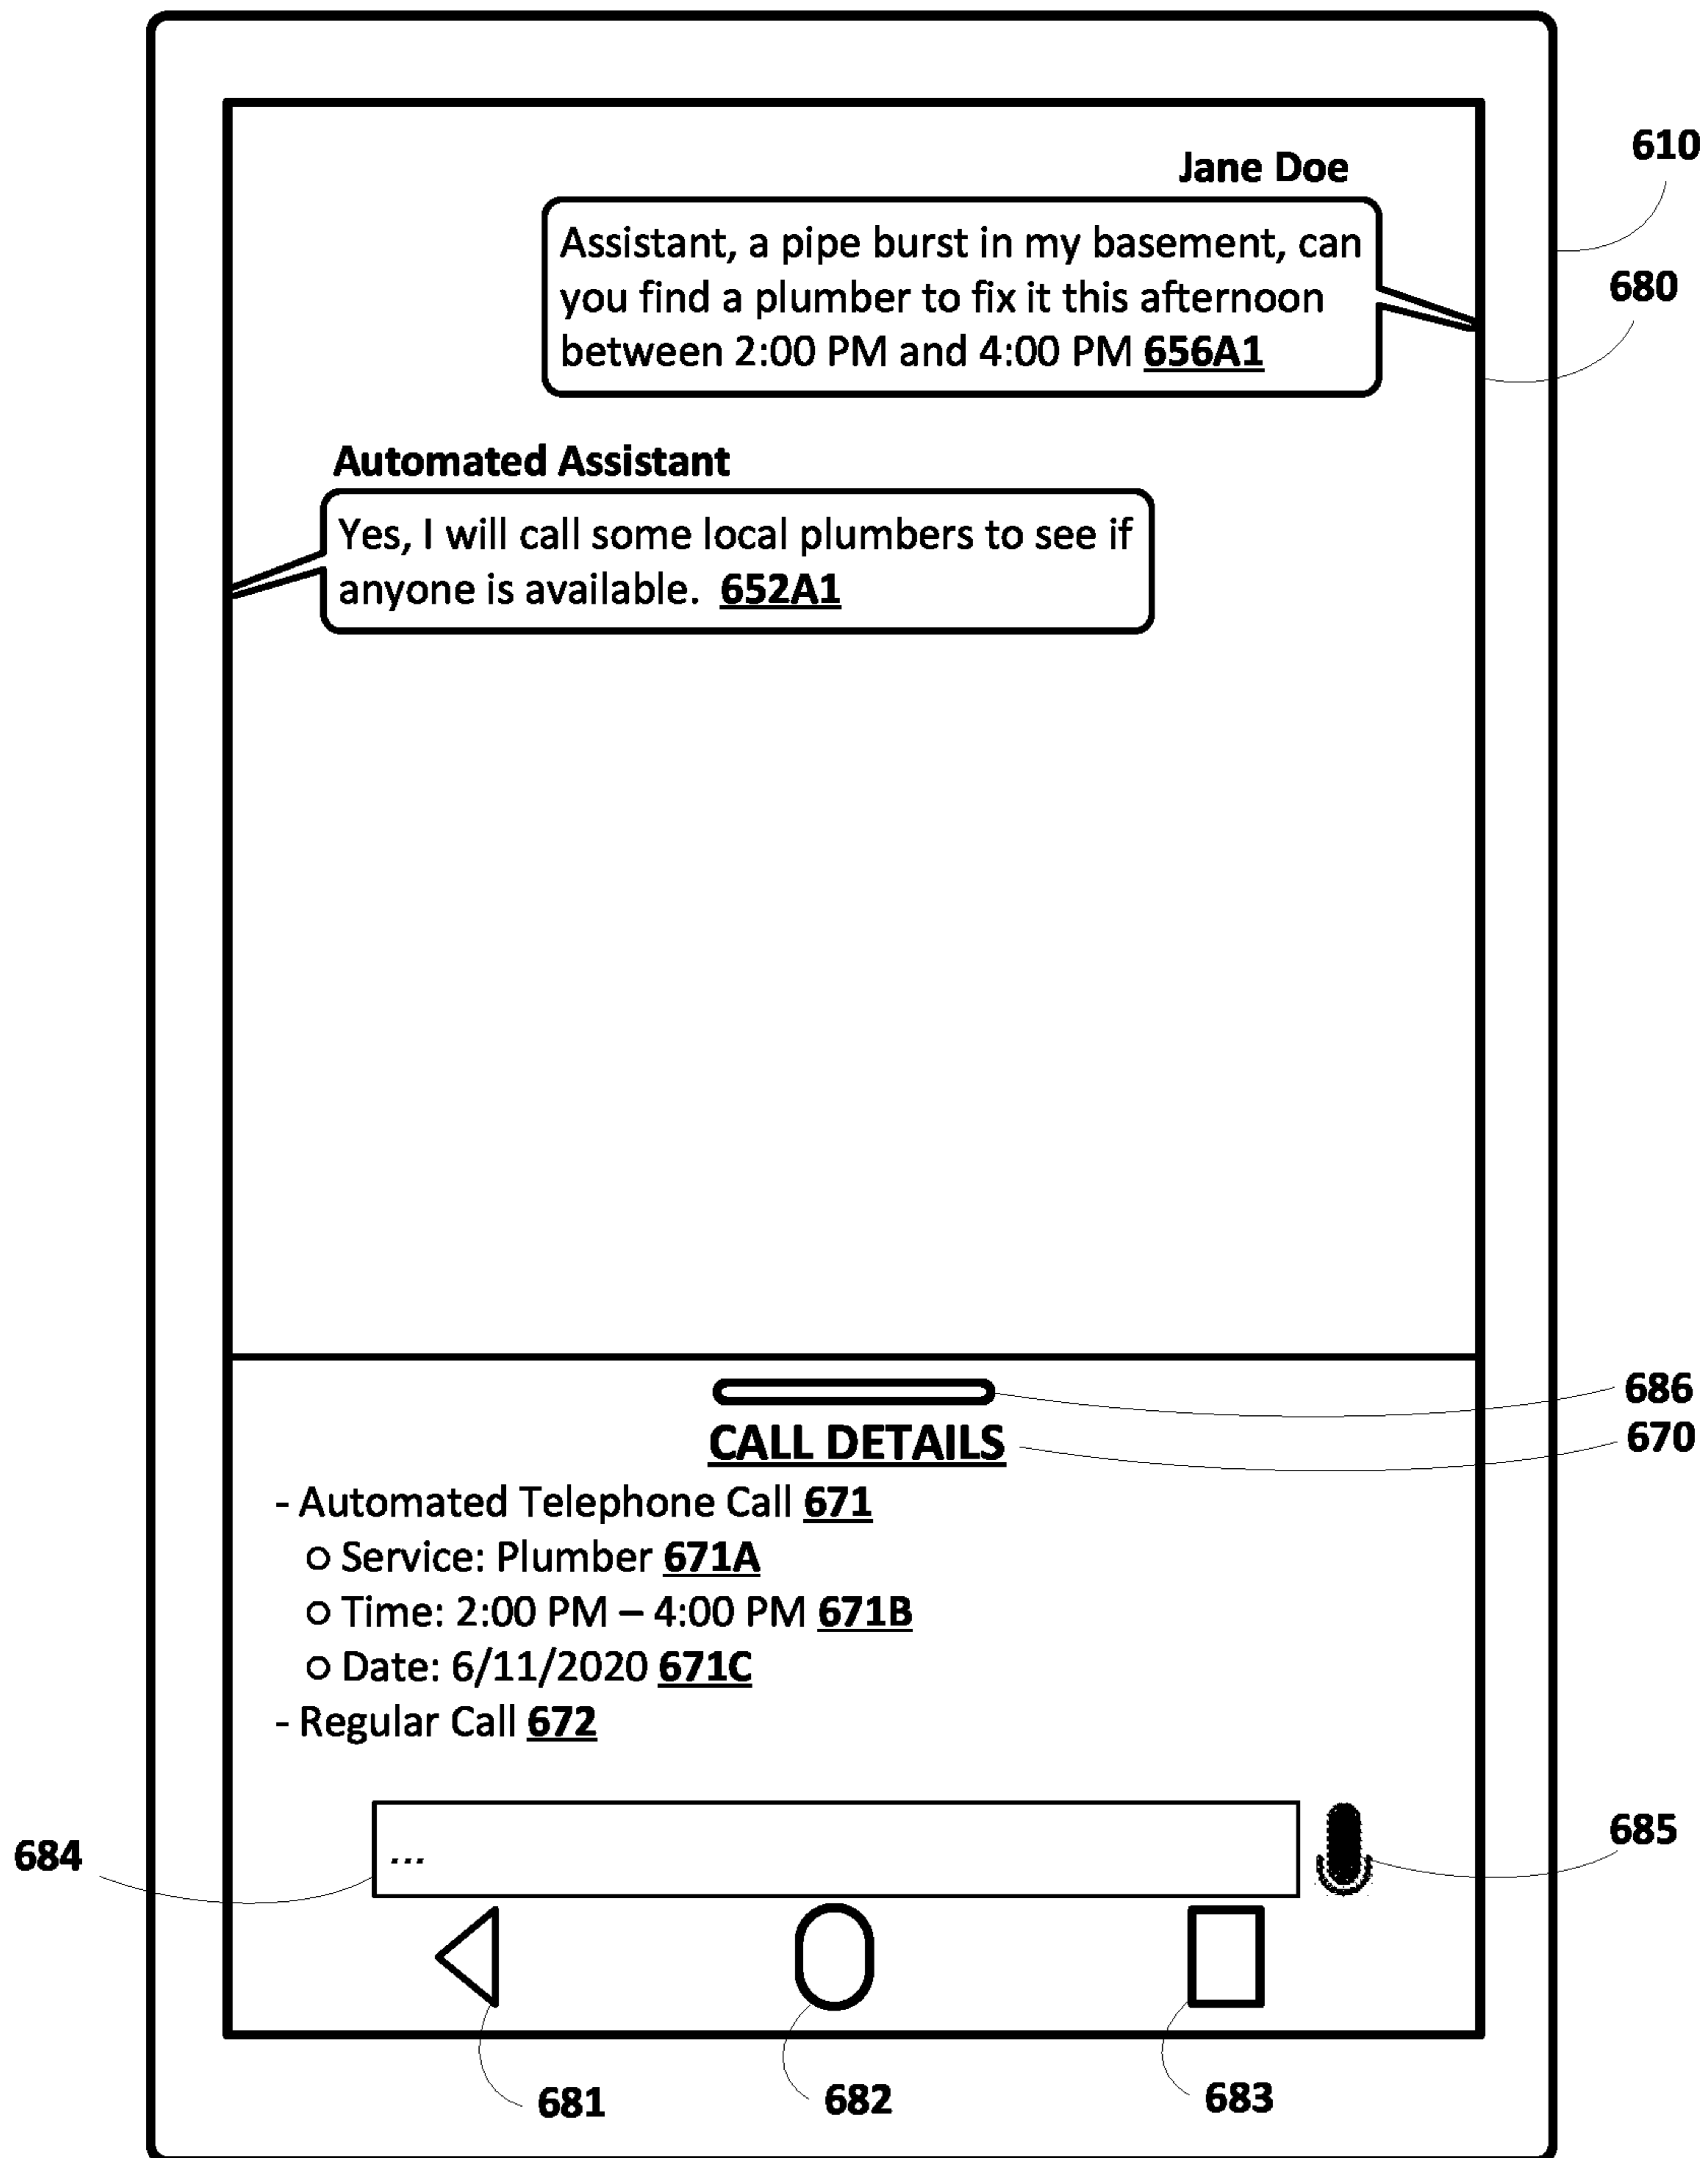 610
Jane Doe
Assistant, a pipe burst in my basement, can
you find a plumber to fix it this afternoon
between 2:00 PM and 4:00 PM 656A1
680
Automated Assistant
Yes, I will call some local plumbers to see if
anyone is available. 652A1
686
CALL DETAILS
670
- Automated Telephone Call 671
○ Service: Plumber 671A
○ Time: 2:00 PM – 4:00 PM 671B
○ Date: 6/11/2020 671C
- Regular Call 672
684
...
685
681
682
683